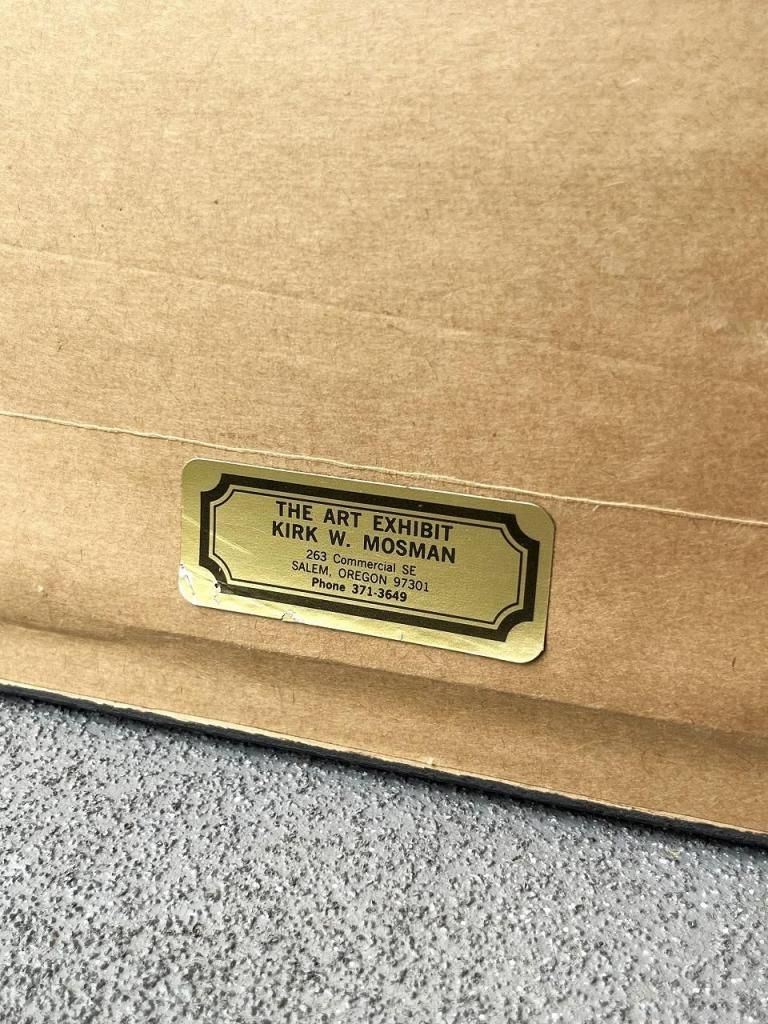 THE ART EXHIBIT
KIRK W. MOSMAN
263 Commercial SE
SALEM, OREGON 97301
Phone 371-3649